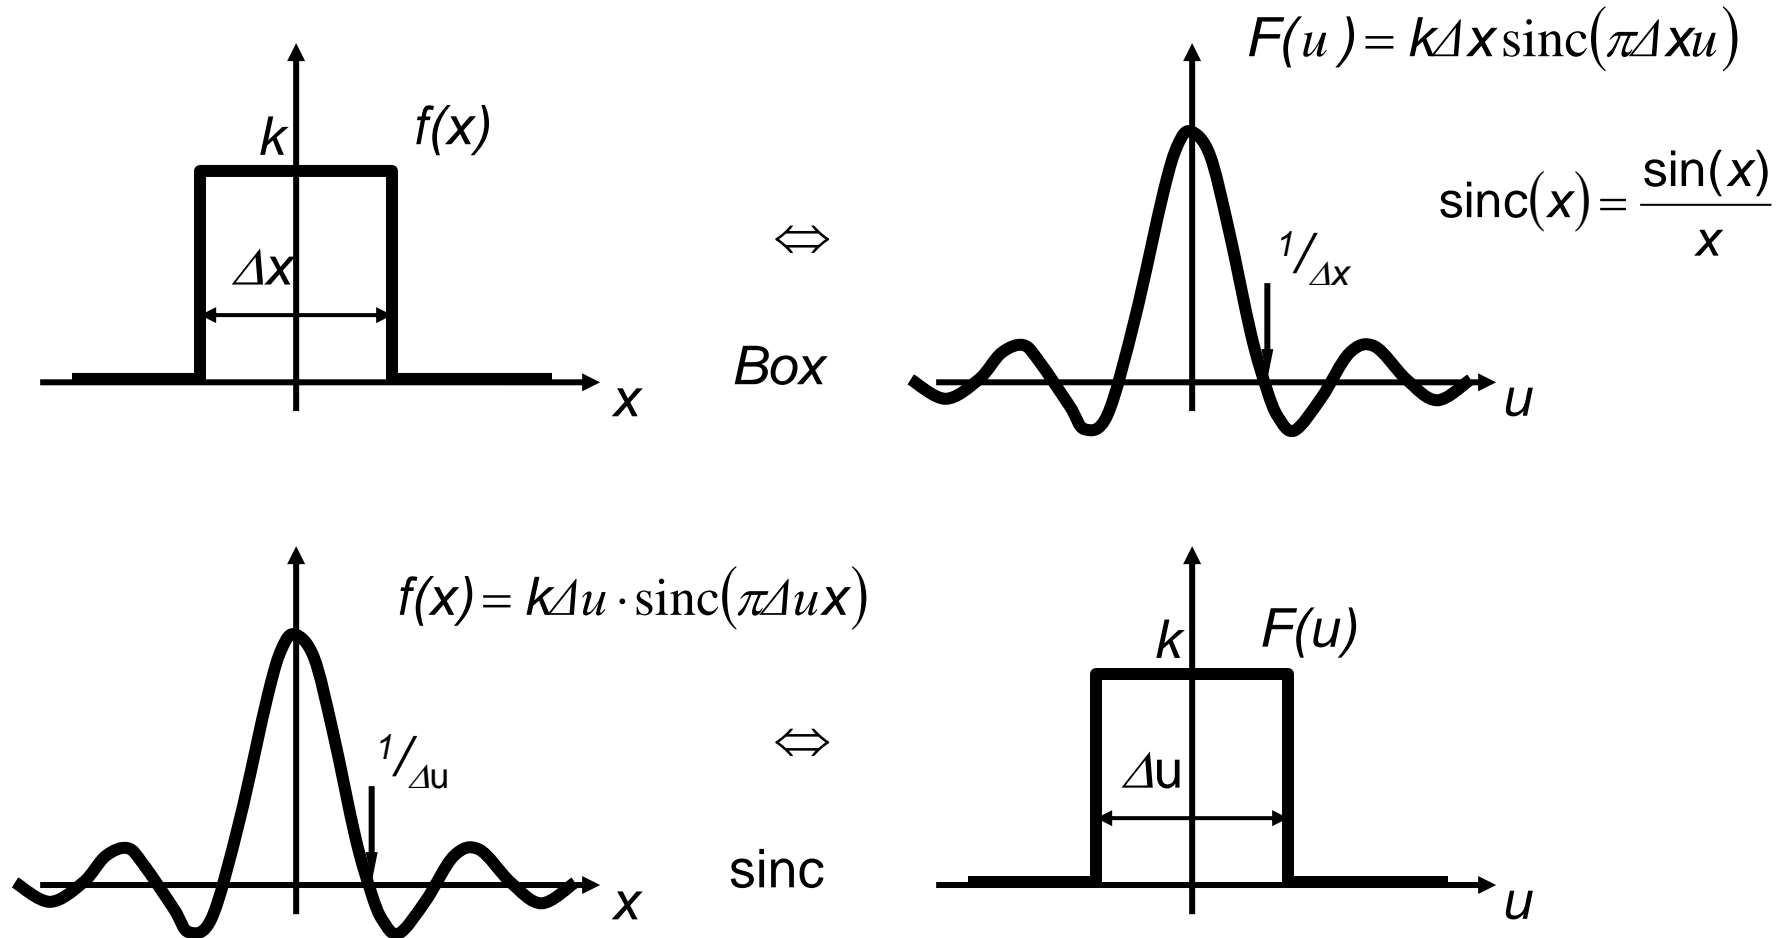 F(u) = kΔx sinc(πΔxu)
k
f(x)
sinc(x) = sin(x)/x
Δx
⇔
1/Δx
Box
x
u
f(x) = kΔu · sinc(πΔux)
k
F(u)
1/Δu
⇔
Δu
sinc
x
u